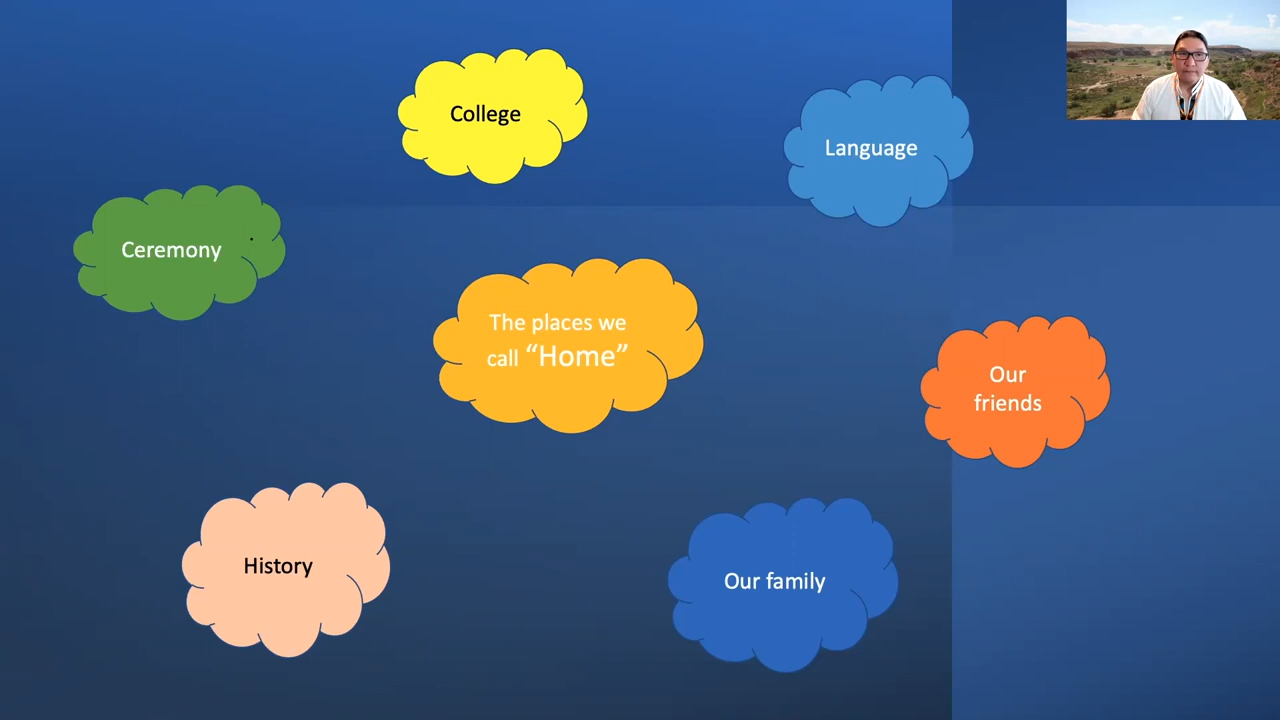 College
Language
Ceremony
The places we
call “Home”
Our
friends
History
Our family